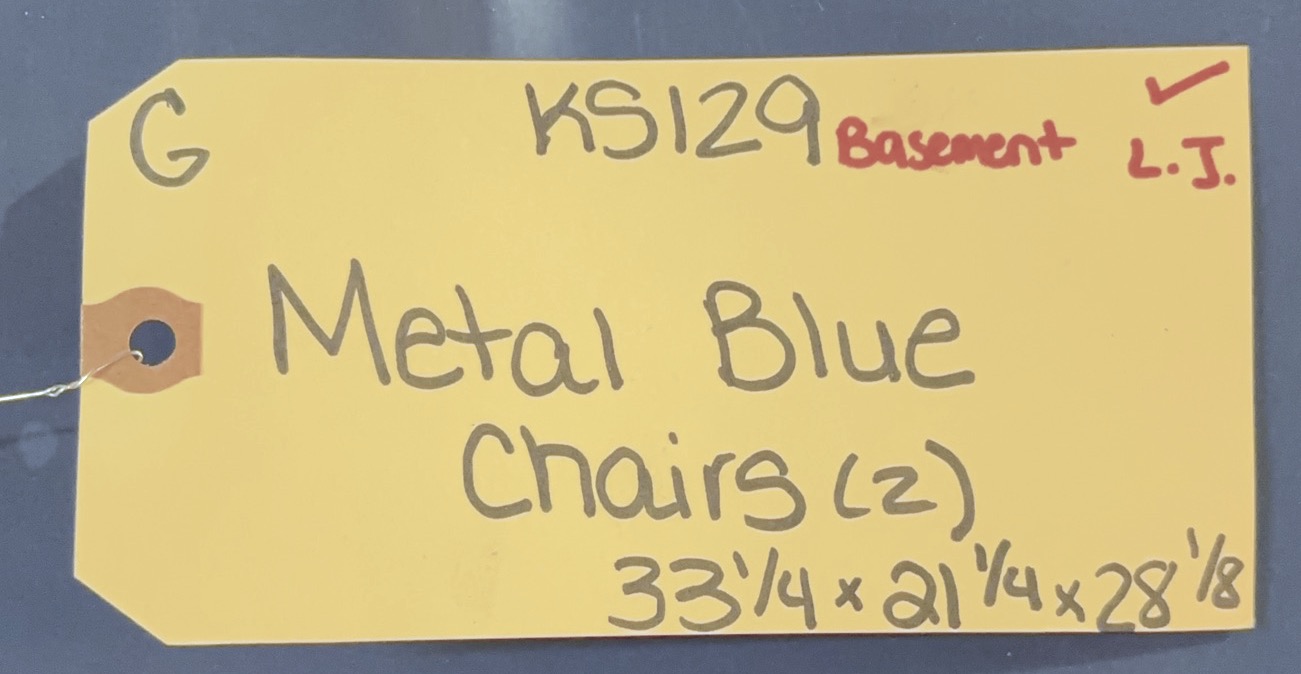 G KS129 Basement ✓
L.J.
Metal Blue
Chairs (2)
33 1/4 x 21 1/4 x 28 1/8